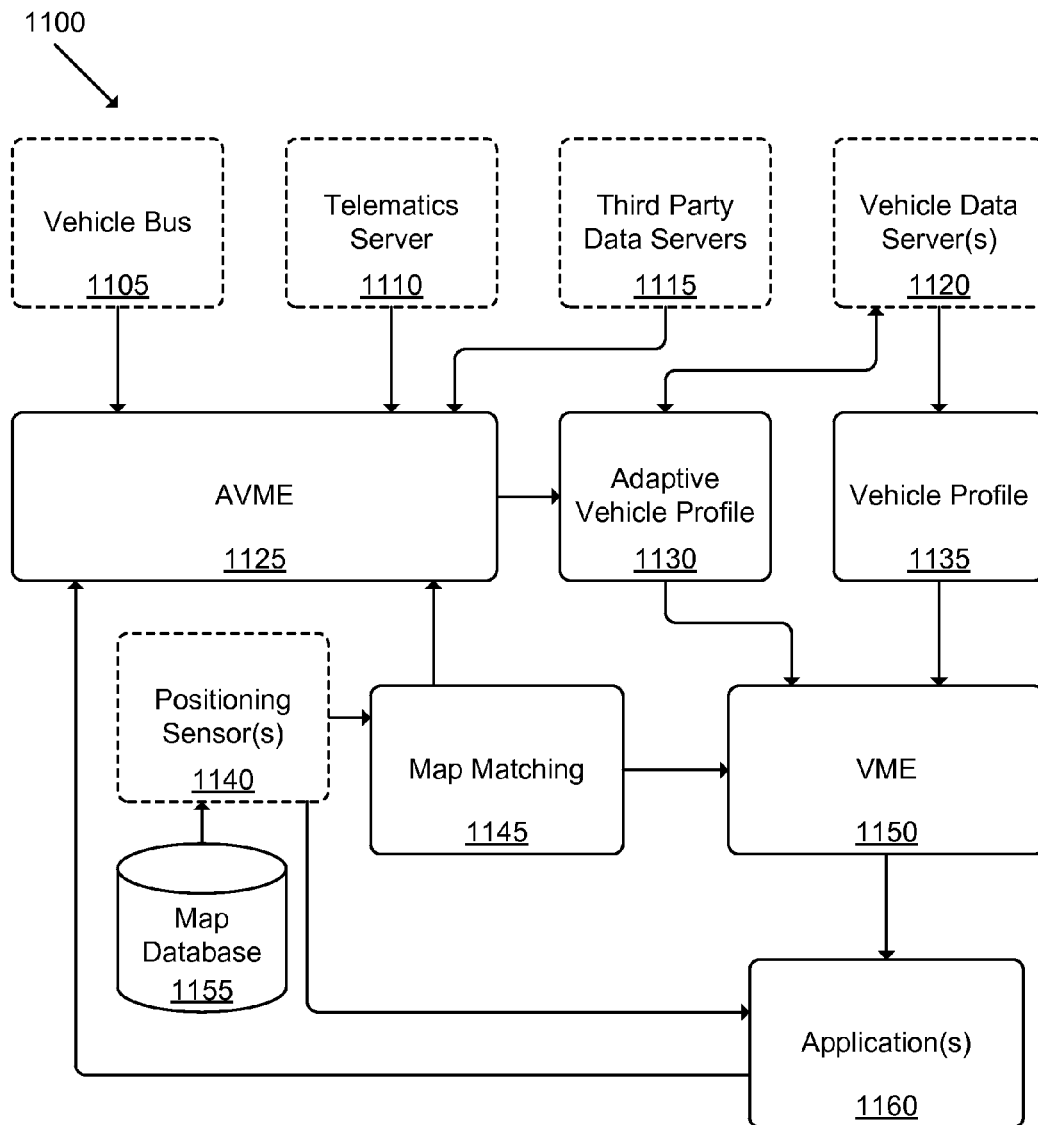 1100
Vehicle Bus
1105
Telematics
Server
1110
Third Party
Data Servers
1115
Vehicle Data
Server(s)
1120
AVME
1125
Adaptive
Vehicle Profile
1130
Vehicle Profile
1135
Positioning
Sensor(s)
1140
Map Matching
1145
VME
1150
Map
Database
1155
Application(s)
1160